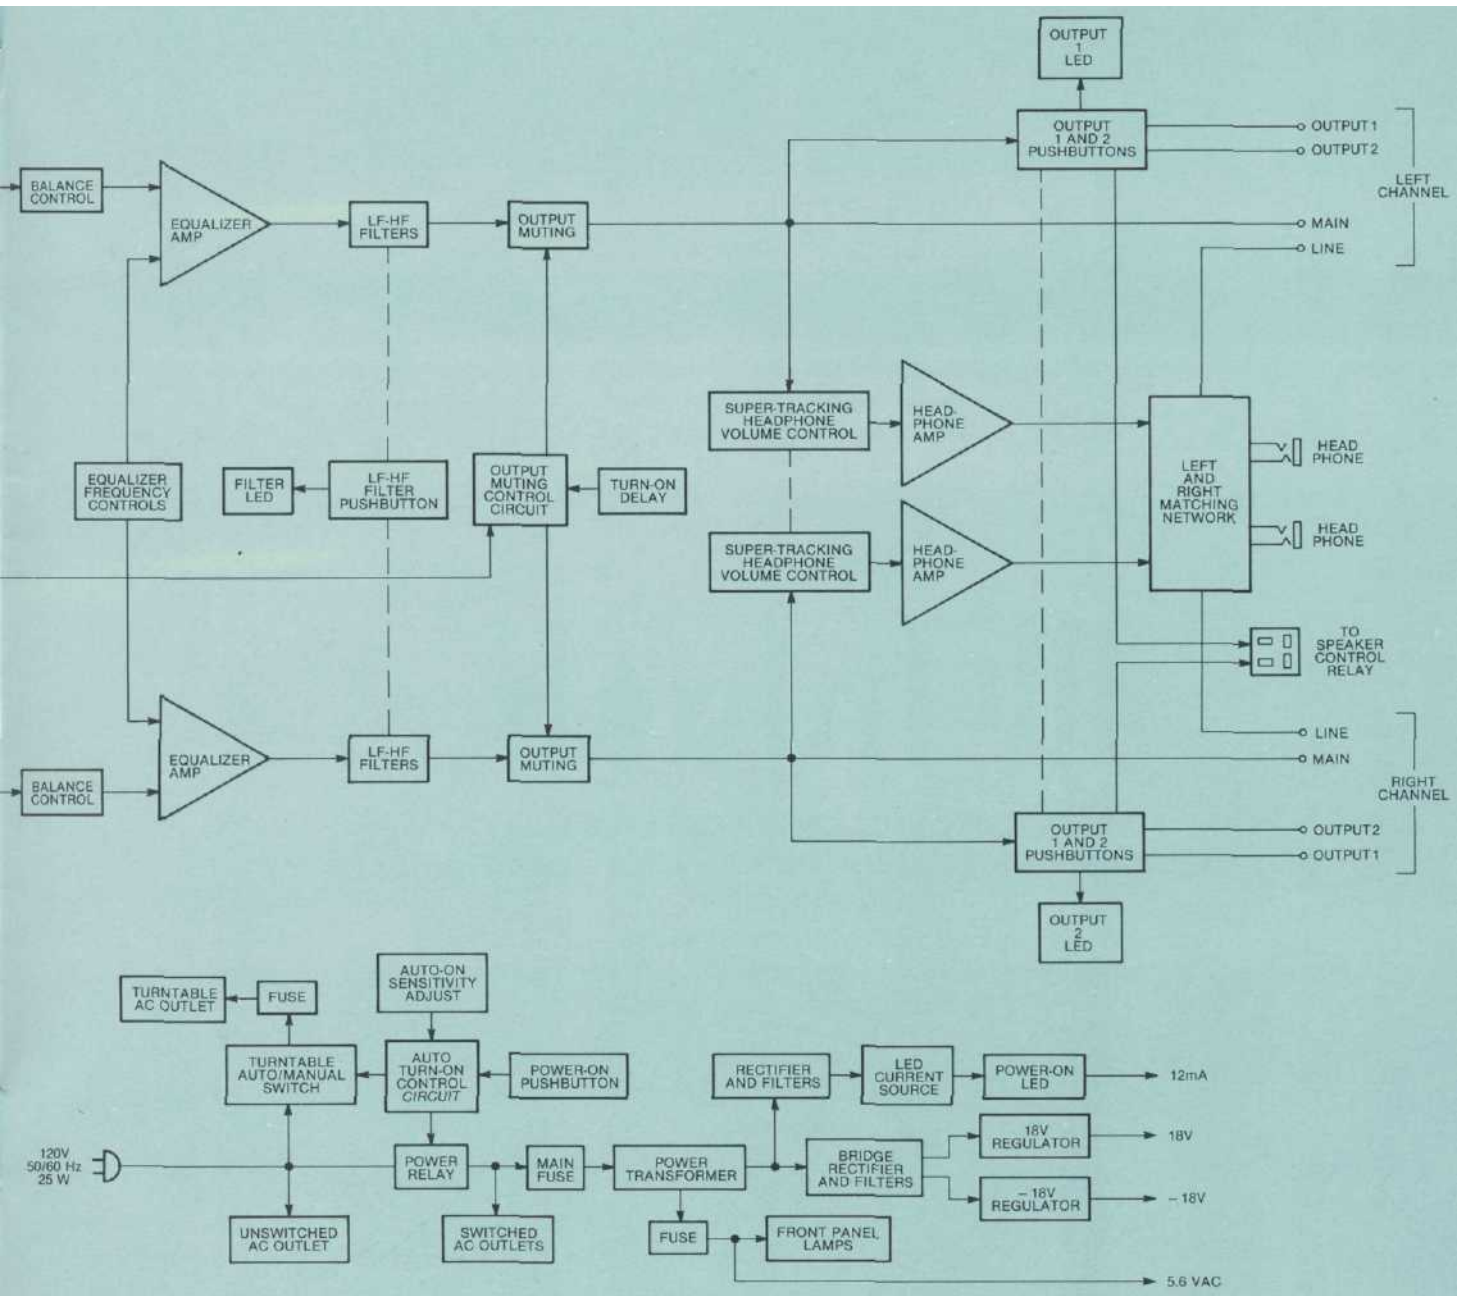 OUTPUT
1
LED
OUTPUT
1 AND 2
PUSHBUTTONS
OUTPUT 1
OUTPUT 2
LEFT
CHANNEL
MAIN
LINE
BALANCE
CONTROL
EQUALIZER
AMP
LF-HF
FILTERS
OUTPUT
MUTING
SUPER-TRACKING
HEADPHONE
VOLUME CONTROL
HEAD-
PHONE
AMP
EQUALIZER
FREQUENCY
CONTROLS
FILTER
LED
LF-HF
FILTER
PUSHBUTTON
OUTPUT
MUTING
CONTROL
CIRCUIT
TURN-ON
DELAY
LEFT
AND
RIGHT
MATCHING
NETWORK
HEAD
PHONE
HEAD
PHONE
SUPER-TRACKING
HEADPHONE
VOLUME CONTROL
HEAD-
PHONE
AMP
TO
SPEAKER
CONTROL
RELAY
BALANCE
CONTROL
EQUALIZER
AMP
LF-HF
FILTERS
OUTPUT
MUTING
LINE
MAIN
RIGHT
CHANNEL
OUTPUT
1 AND 2
PUSHBUTTONS
OUTPUT 2
OUTPUT 1
OUTPUT
2
LED
TURNTABLE
AC OUTLET
FUSE
AUTO-ON
SENSITIVITY
ADJUST
TURNTABLE
AUTO/MANUAL
SWITCH
AUTO
TURN-ON
CONTROL
CIRCUIT
POWER-ON
PUSHBUTTON
RECTIFIER
AND FILTERS
LED
CURRENT
SOURCE
POWER-ON
LED
12mA
120V
50/60 Hz
25 W
POWER
RELAY
MAIN
FUSE
POWER
TRANSFORMER
BRIDGE
RECTIFIER
AND FILTERS
18V
REGULATOR
18V
– 18V
REGULATOR
– 18V
UNSWITCHED
AC OUTLET
SWITCHED
AC OUTLETS
FUSE
FRONT PANEL
LAMPS
5.6 VAC